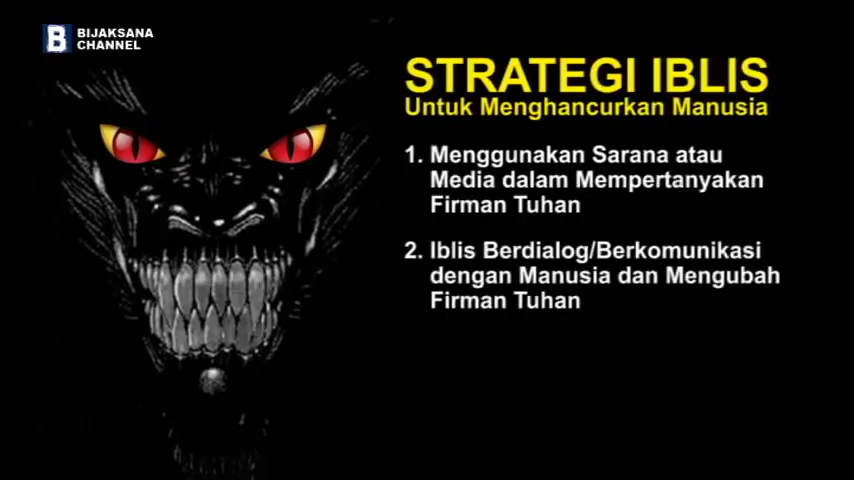 B
BIJAKSANA
CHANNEL
STRATEGI IBLIS
Untuk Menghancurkan Manusia
1. Menggunakan Sarana atau
Media dalam Mempertanyakan
Firman Tuhan
2. Iblis Berdialog/Berkomunikasi
dengan Manusia dan Mengubah
Firman Tuhan